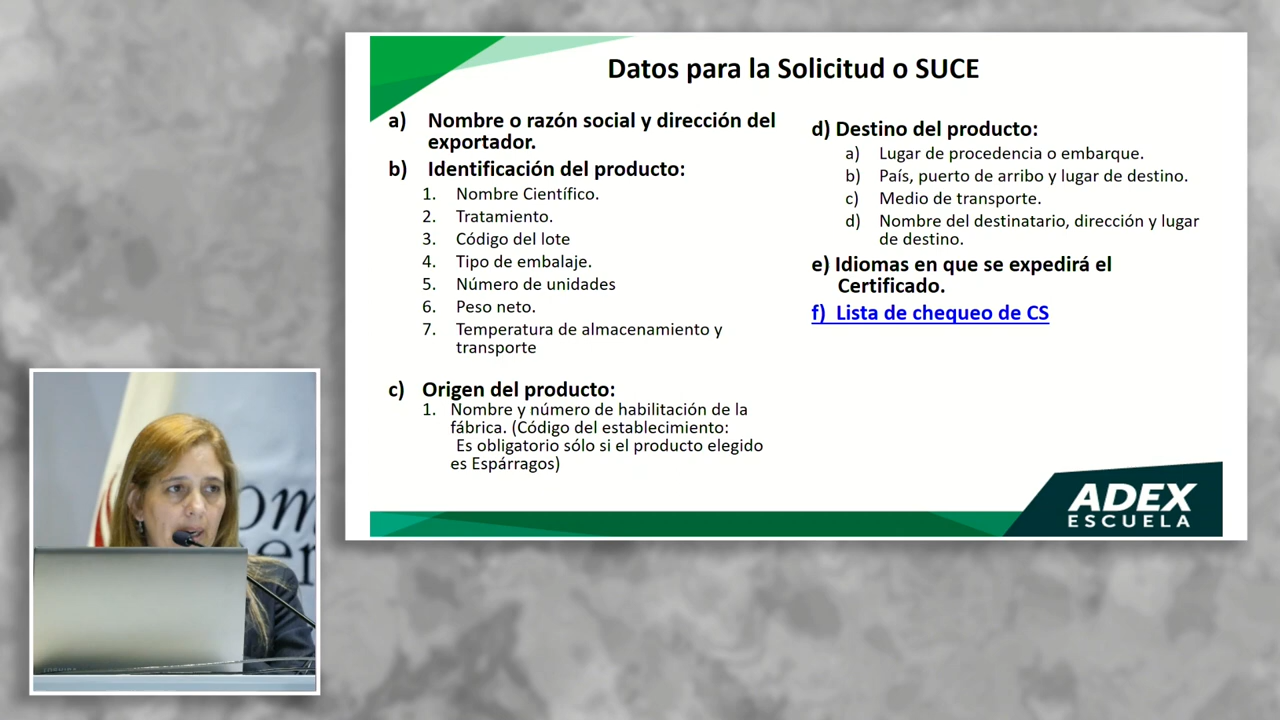 Datos para la Solicitud o SUCE
a) Nombre o razón social y dirección del
exportador.
b) Identificación del producto:
1. Nombre Científico.
2. Tratamiento.
3. Código del lote
4. Tipo de embalaje.
5. Número de unidades
6. Peso neto.
7. Temperatura de almacenamiento y
transporte
c) Origen del producto:
1. Nombre y número de habilitación de la
fábrica. (Código del establecimiento:
Es obligatorio sólo si el producto elegido
es Espárragos)
d) Destino del producto:
a) Lugar de procedencia o embarque.
b) País, puerto de arribo y lugar de destino.
c) Medio de transporte.
d) Nombre del destinatario, dirección y lugar
de destino.
e) Idiomas en que se expedirá el
Certificado.
f) Lista de chequeo de CS
ADEX
ESCUELA